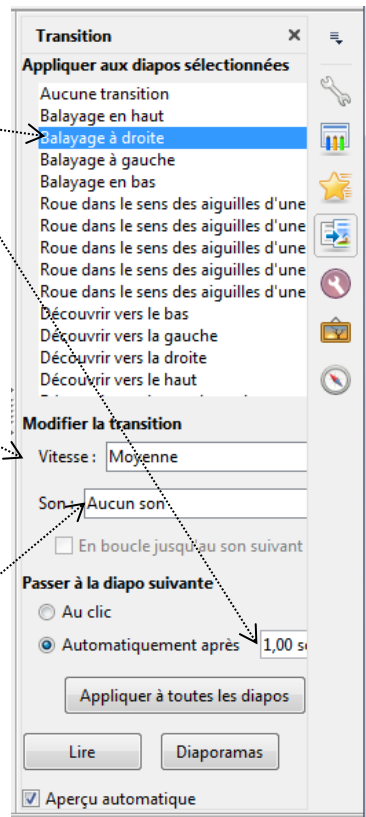 Transition
Appliquer aux diapos sélectionnées
Aucune transition
Balayage en haut
Balayage à droite
Balayage à gauche
Balayage en bas
Roue dans le sens des aiguilles d'une
Roue dans le sens des aiguilles d'une
Roue dans le sens des aiguilles d'une
Roue dans le sens des aiguilles d'une
Roue dans le sens des aiguilles d'une
Découvrir vers le bas
Découvrir vers la gauche
Découvrir vers la droite
Découvrir vers le haut
Modifier la transition
Vitesse : Moyenne
Son : Aucun son
En boucle jusqu'au son suivant
Passer à la diapo suivante
Au clic
Automatiquement après 1,00 se
Appliquer à toutes les diapos
Lire Diaporamas
Aperçu automatique